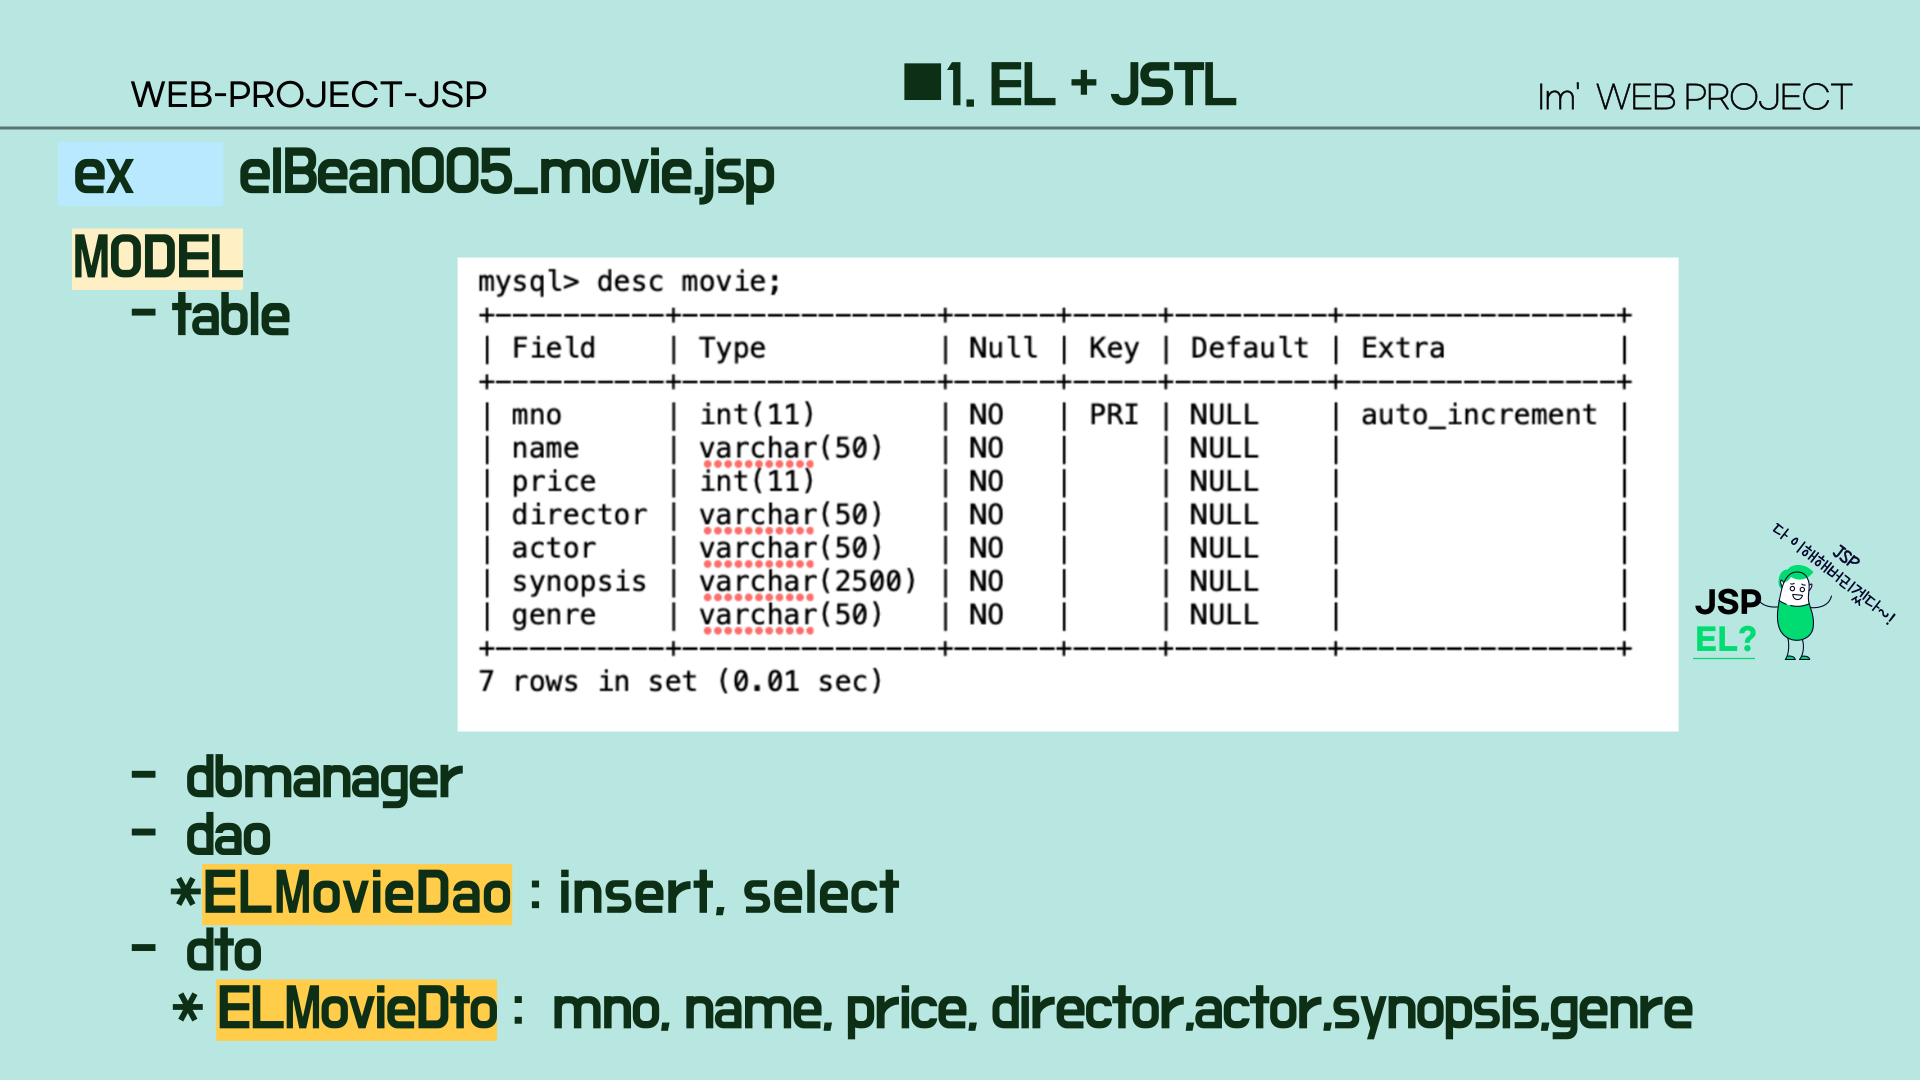 WEB-PROJECT-JSP
■1. EL + JSTL
Im' WEB PROJECT
ex elBean005_movie.jsp
MODEL
- table
mysql> desc movie;
+----------+---------------+------+-----+---------+----------------+
| Field    | Type          | Null | Key | Default | Extra          |
+----------+---------------+------+-----+---------+----------------+
| mno      | int(11)       | NO   | PRI | NULL    | auto_increment |
| name     | varchar(50)   | NO   |     | NULL    |                |
| price    | int(11)       | NO   |     | NULL    |                |
| director | varchar(50)   | NO   |     | NULL    |                |
| actor    | varchar(50)   | NO   |     | NULL    |                |
| synopsis | varchar(2500) | NO   |     | NULL    |                |
| genre    | varchar(50)   | NO   |     | NULL    |                |
+----------+---------------+------+-----+---------+----------------+
7 rows in set (0.01 sec)
JSP
다 이해해버리겠다~!
JSP
EL?
- dbmanager
- dao
*ELMovieDao : insert, select
- dto
* ELMovieDto : mno, name, price, director,actor,synopsis,genre